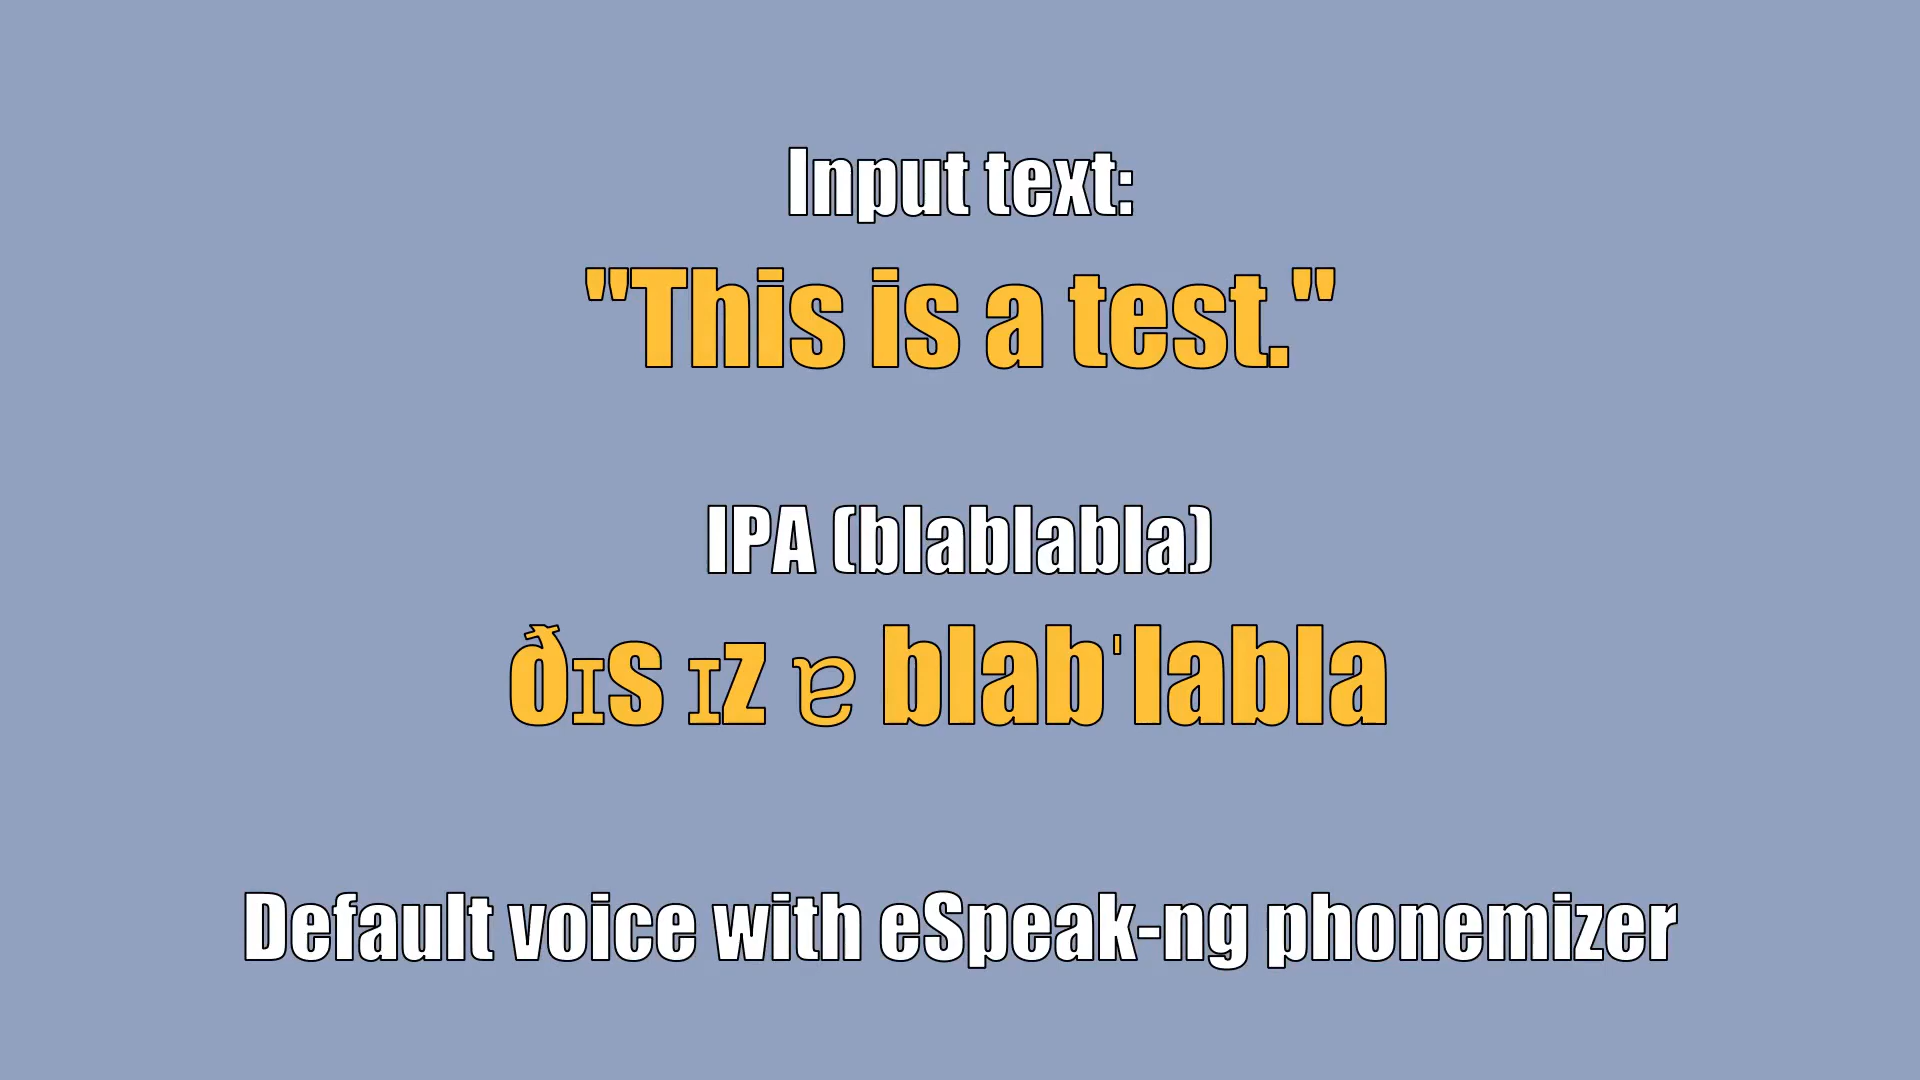 Input text:
"This is a test."
IPA (blablabla)
ðɪs ɪz ɐ blabˈlabla
Default voice with eSpeak-ng phonemizer